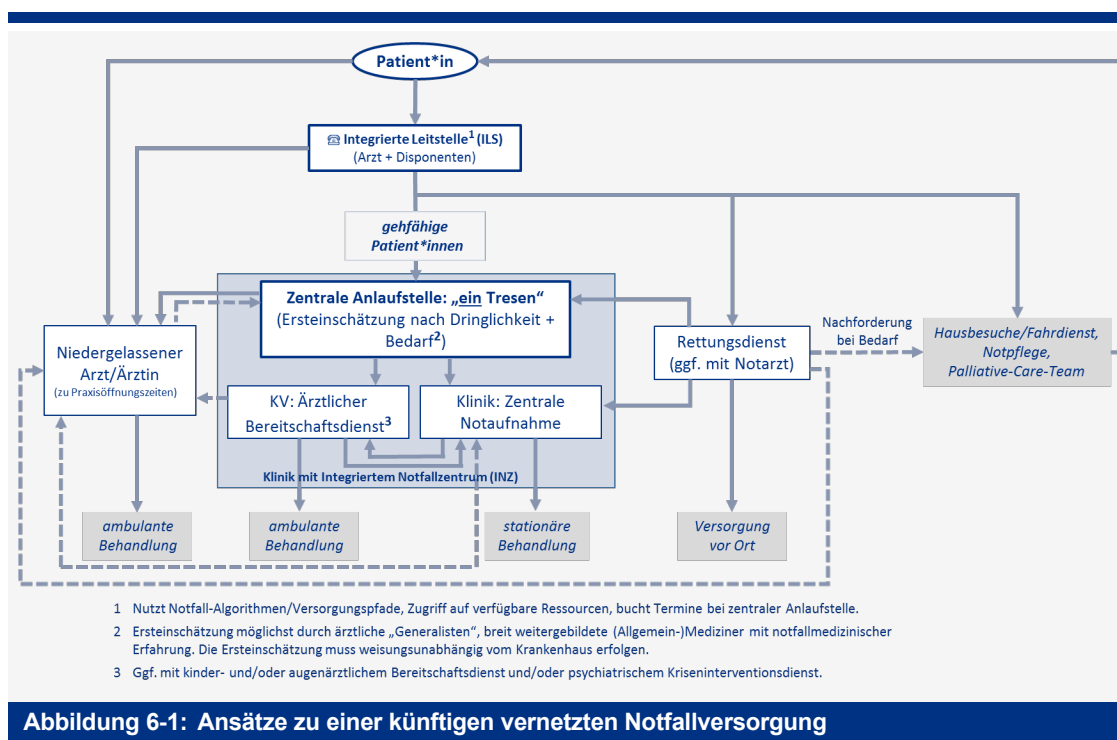 Patient*in
☎ Integrierte Leitstelle1 (ILS)
(Arzt + Disponenten)
gehfähige
Patient*innen
Zentrale Anlaufstelle: „ein Tresen“
(Ersteinschätzung nach Dringlichkeit +
Bedarf2)
Niedergelassener
Arzt/Ärztin
(zu Praxisöffnungszeiten)
KV: Ärztlicher
Bereitschaftsdienst3
Klinik: Zentrale
Notaufnahme
Klinik mit Integriertem Notfallzentrum (INZ)
Rettungsdienst
(ggf. mit Notarzt)
Nachforderung
bei Bedarf
Hausbesuche/Fahrdienst,
Notpflege,
Palliative-Care-Team
ambulante
Behandlung
ambulante
Behandlung
stationäre
Behandlung
Versorgung
vor Ort
1 Nutzt Notfall-Algorithmen/Versorgungspfade, Zugriff auf verfügbare Ressourcen, bucht Termine bei zentraler Anlaufstelle.
2 Ersteinschätzung möglichst durch ärztliche „Generalisten“, breit weitergebildete (Allgemein-)Mediziner mit notfallmedizinischer
Erfahrung. Die Ersteinschätzung muss weisungsunabhängig vom Krankenhaus erfolgen.
3 Ggf. mit kinder- und/oder augenärztlichem Bereitschaftsdienst und/oder psychiatrischem Kriseninterventionsdienst.
Abbildung 6-1: Ansätze zu einer künftigen vernetzten Notfallversorgung